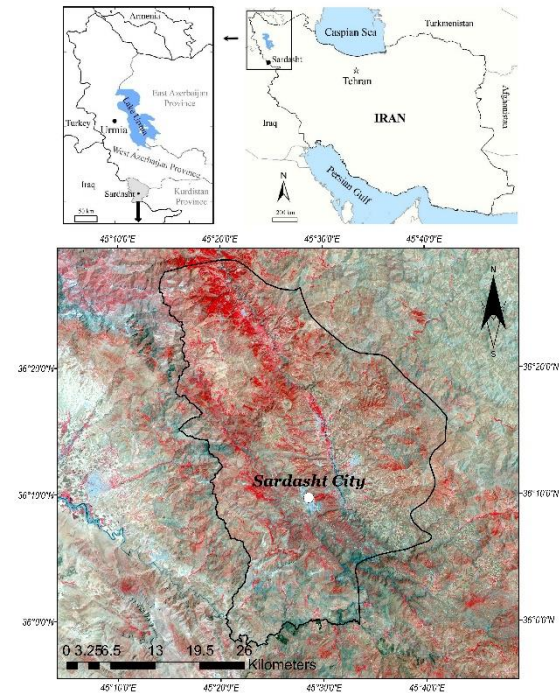 Armenia
East Azerbaijan
Province
Lake Urmia
Turkey
Urmia
West Azerbaijan Province
Iraq
Sardasht
Kurdistan
Province
50 km
Caspian Sea
Turkmenistan
Sardasht
Tehran
Iraq
IRAN
Afghanistan
Persian Gulf
N
200 km
45°10'0"E
45°20'0"E
45°30'0"E
45°40'0"E
N
S
36°20'0"N
36°20'0"N
Sardasht City
36°10'0"N
36°10'0"N
36°0'0"N
36°0'0"N
0 3.25 6.5 13 19.5 26
Kilometers
45°10'0"E
45°20'0"E
45°30'0"E
45°40'0"E